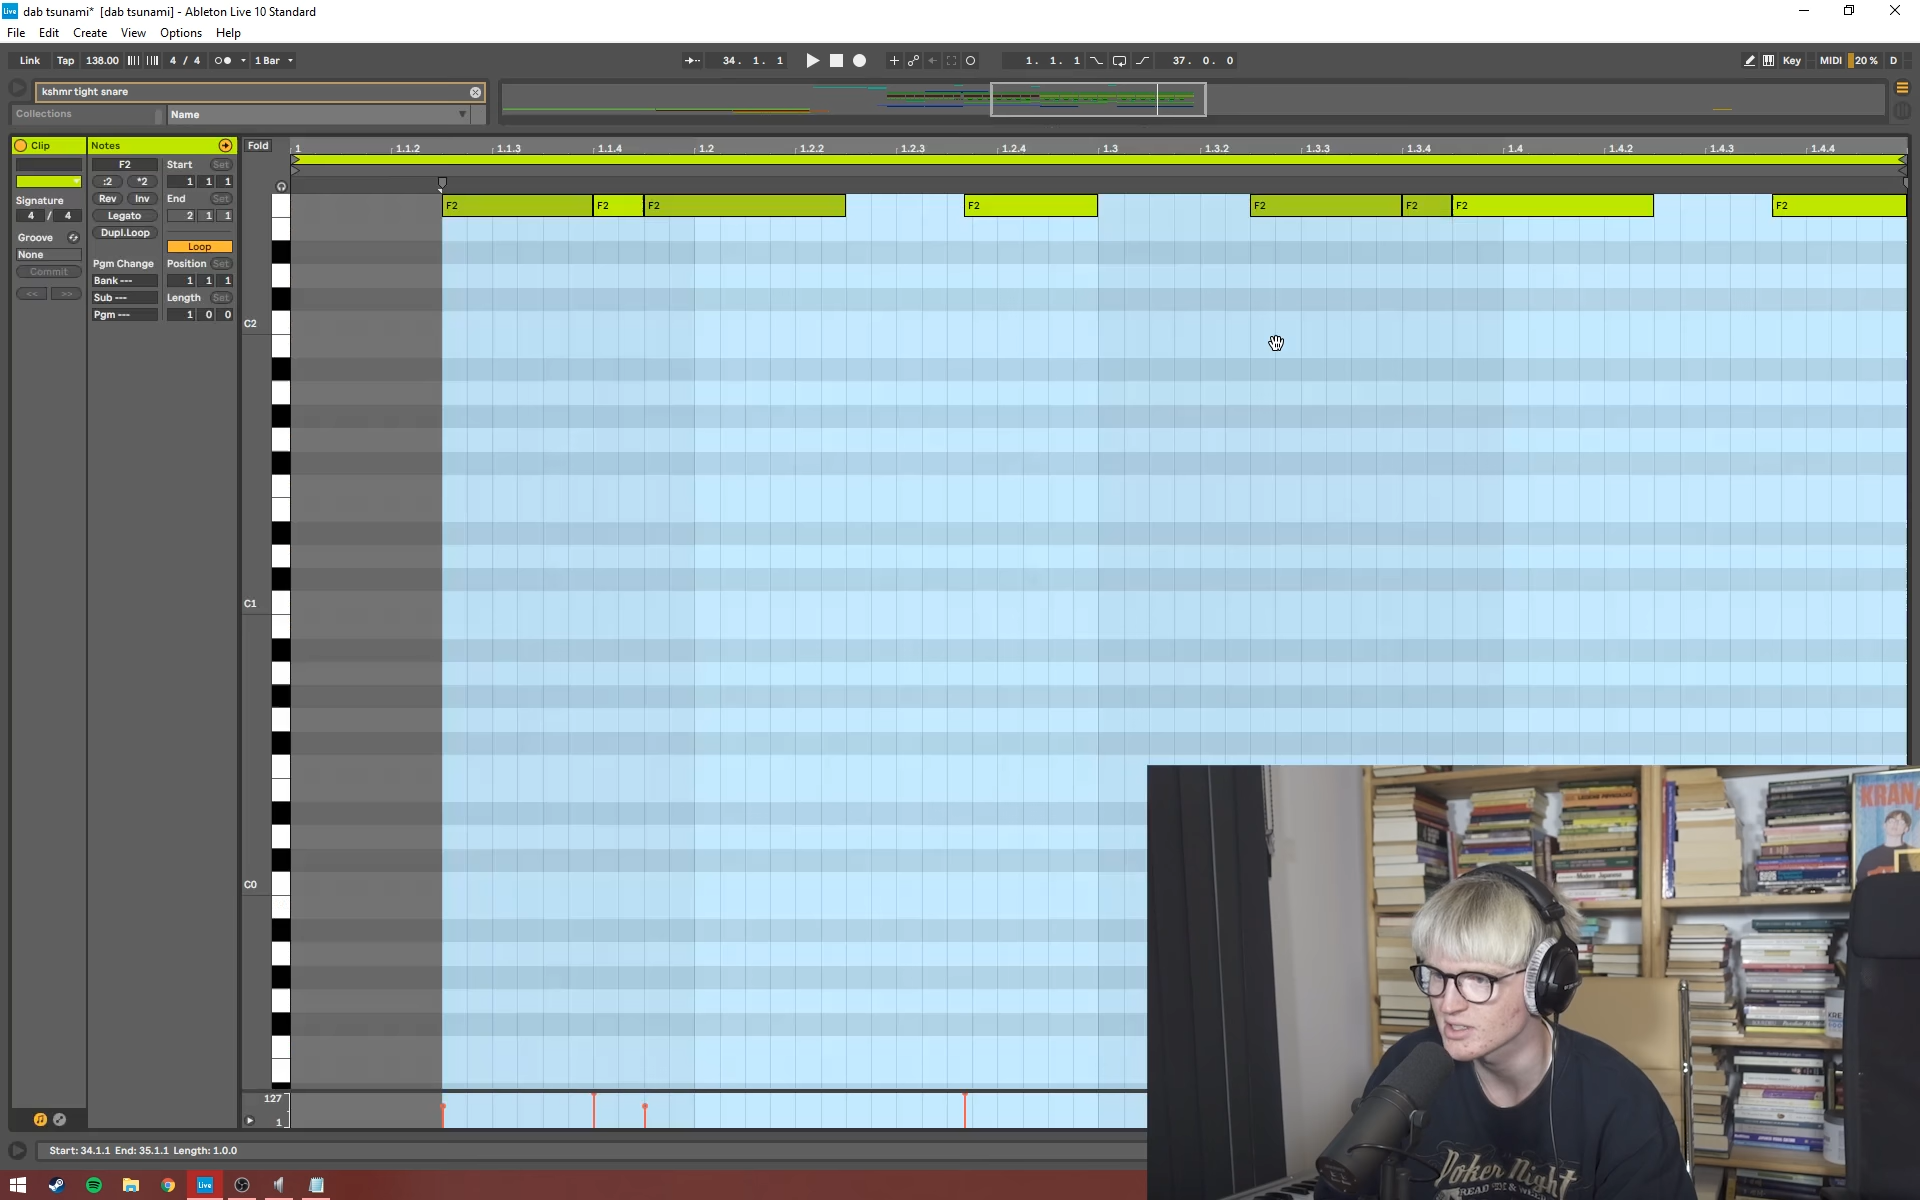 dab tsunami* [dab tsunami] - Ableton Live 10 Standard
File Edit Create View Options Help
Link Tap 138.00 4 / 4 1 Bar 34. 1. 1 1. 1. 1 37. 0. 0 Key MIDI 20 % D
kshmr tight snare
Collections Name
Clip Notes Fold 1 1.1.2 1.1.3 1.1.4 1.2 1.2.2 1.2.3 1.2.4 1.3 1.3.2 1.3.3 1.3.4 1.4 1.4.2 1.4.3 1.4.4
F2 Start Set
:2 *2 1 1 1
Signature Rev Inv End Set
4 / 4 Legato 2 1 1
F2 F2 F2 F2 F2 F2 F2 F2
Groove Dupl.Loop
None Loop
Commit Pgm Change Position Set
<< >> Bank --- 1 1 1
Sub --- Length Set
Pgm --- 1 0 0
C2
C1
C0
127
1
Start: 34.1.1 End: 35.1.1 Length: 1.0.0
Live
KRAN
Modern Japanese
Poker Night